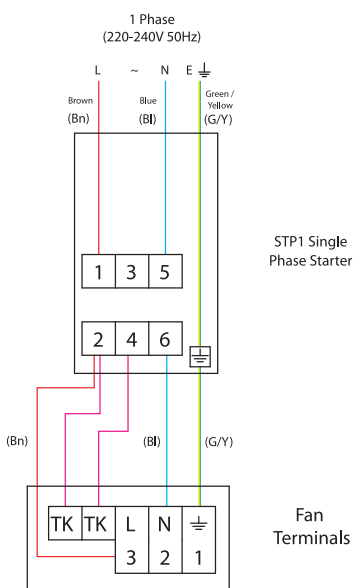 1 Phase
(220-240V 50Hz)
L ~ N E
Brown Blue Green /
Yellow
(Bn) (Bl) (G/Y)
STP1 Single
Phase Starter
1 3 5
2 4 6
(Bn) (Bl) (G/Y)
Fan
Terminals
TK TK L N
3 2 1